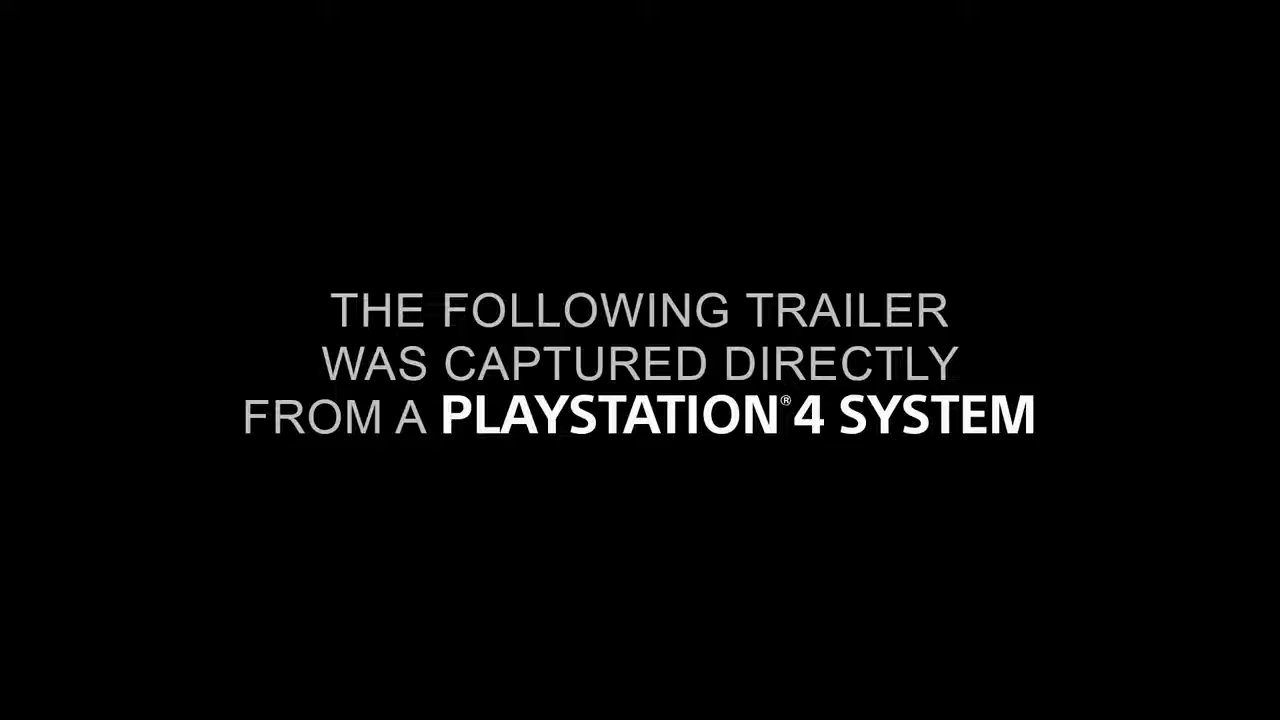 THE FOLLOWING TRAILER
WAS CAPTURED DIRECTLY
FROM A PLAYSTATION®4 SYSTEM